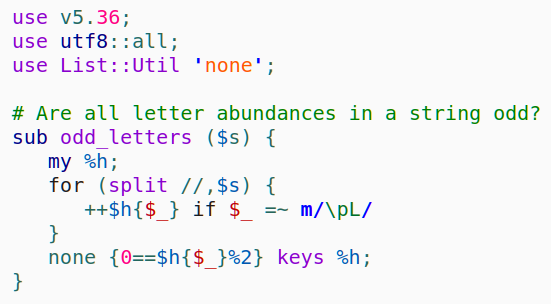 use v5.36;
use utf8::all;
use List::Util 'none';
# Are all letter abundances in a string odd?
sub odd_letters ($s) {
   my %h;
   for (split //,$s) {
      ++$h{$_} if $_ =~ m/\pL/
   }
   none {0==$h{$_}%2} keys %h;
}